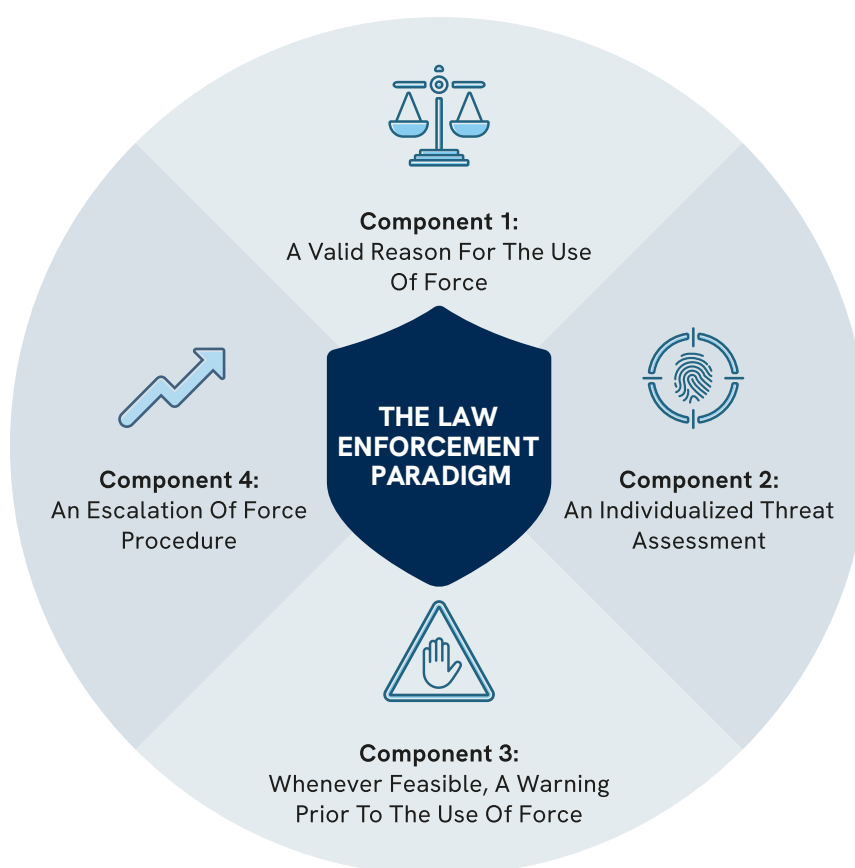 Component 1:
A Valid Reason For The Use
Of Force
THE LAW
ENFORCEMENT
PARADIGM
Component 2:
An Individualized Threat
Assessment
Component 3:
Whenever Feasible, A Warning
Prior To The Use Of Force
Component 4:
An Escalation Of Force
Procedure